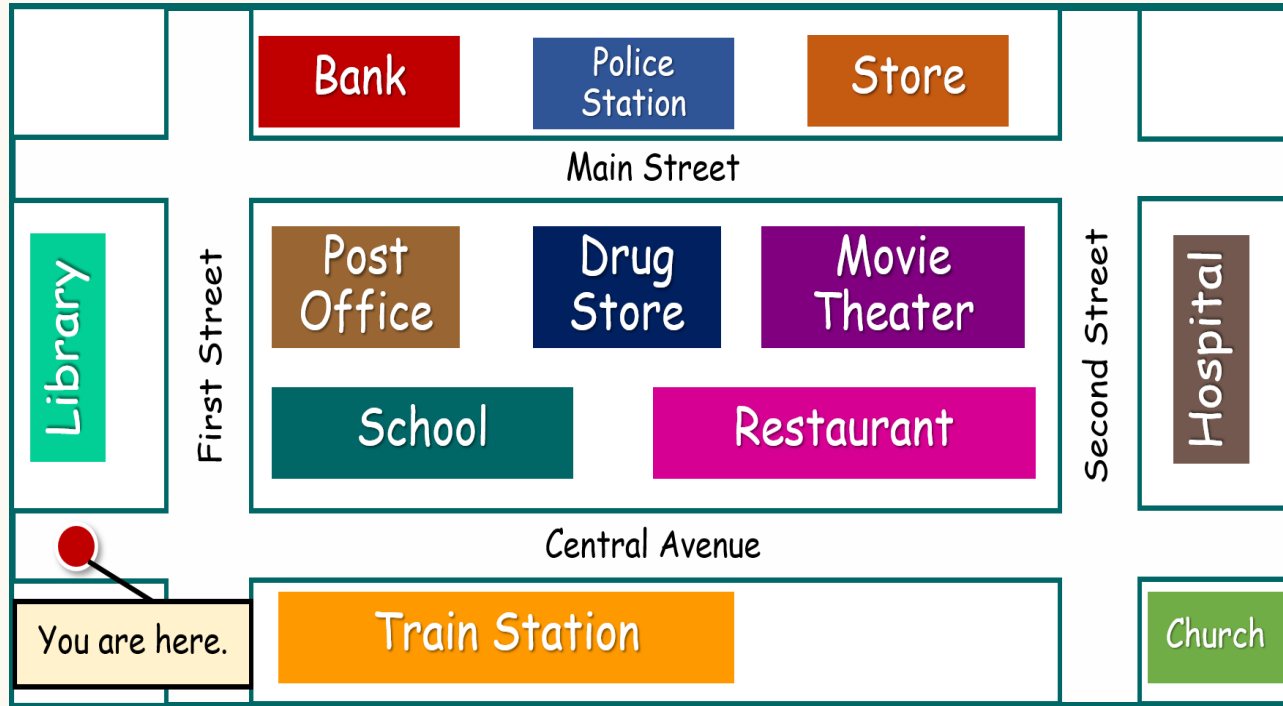 Bank
Police
Station
Store
Main Street
Library
First Street
Post
Office
Drug
Store
Movie
Theater
Second Street
Hospital
School
Restaurant
Central Avenue
You are here.
Train Station
Church